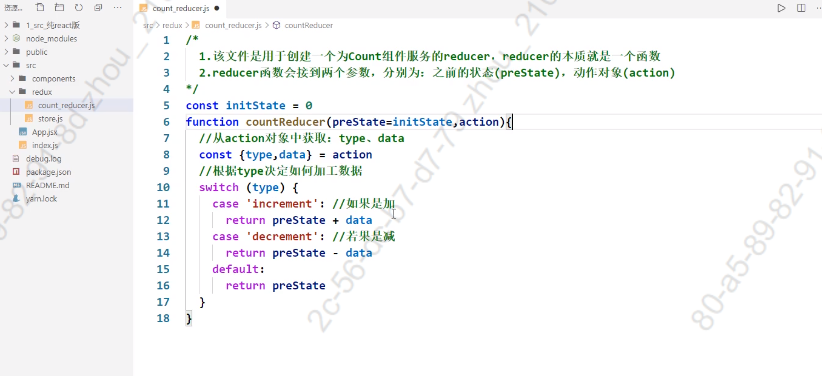 资源...
count_reducer.js
src > redux > count_reducer.js > countReducer
1_src_纯react版
node_modules
public
src
components
redux
count_reducer.js
store.js
App.jsx
index.js
debug.log
package.json
README.md
yarn.lock
1 /*
2 1.该文件是用于创建一个为Count组件服务的reducer，reducer的本质就是一个函数
3 2.reducer函数会接到两个参数，分别为：之前的状态(preState)，动作对象(action)
4 */
5 const initState = 0
6 function countReducer(preState=initState,action){
7 //从action对象中获取：type、data
8 const {type,data} = action
9 //根据type决定如何加工数据
10 switch (type) {
11 case 'increment': //如果是加
12 return preState + data
13 case 'decrement': //若果是减
14 return preState - data
15 default:
16 return preState
17 }
18 }
80-a5-89-82-91